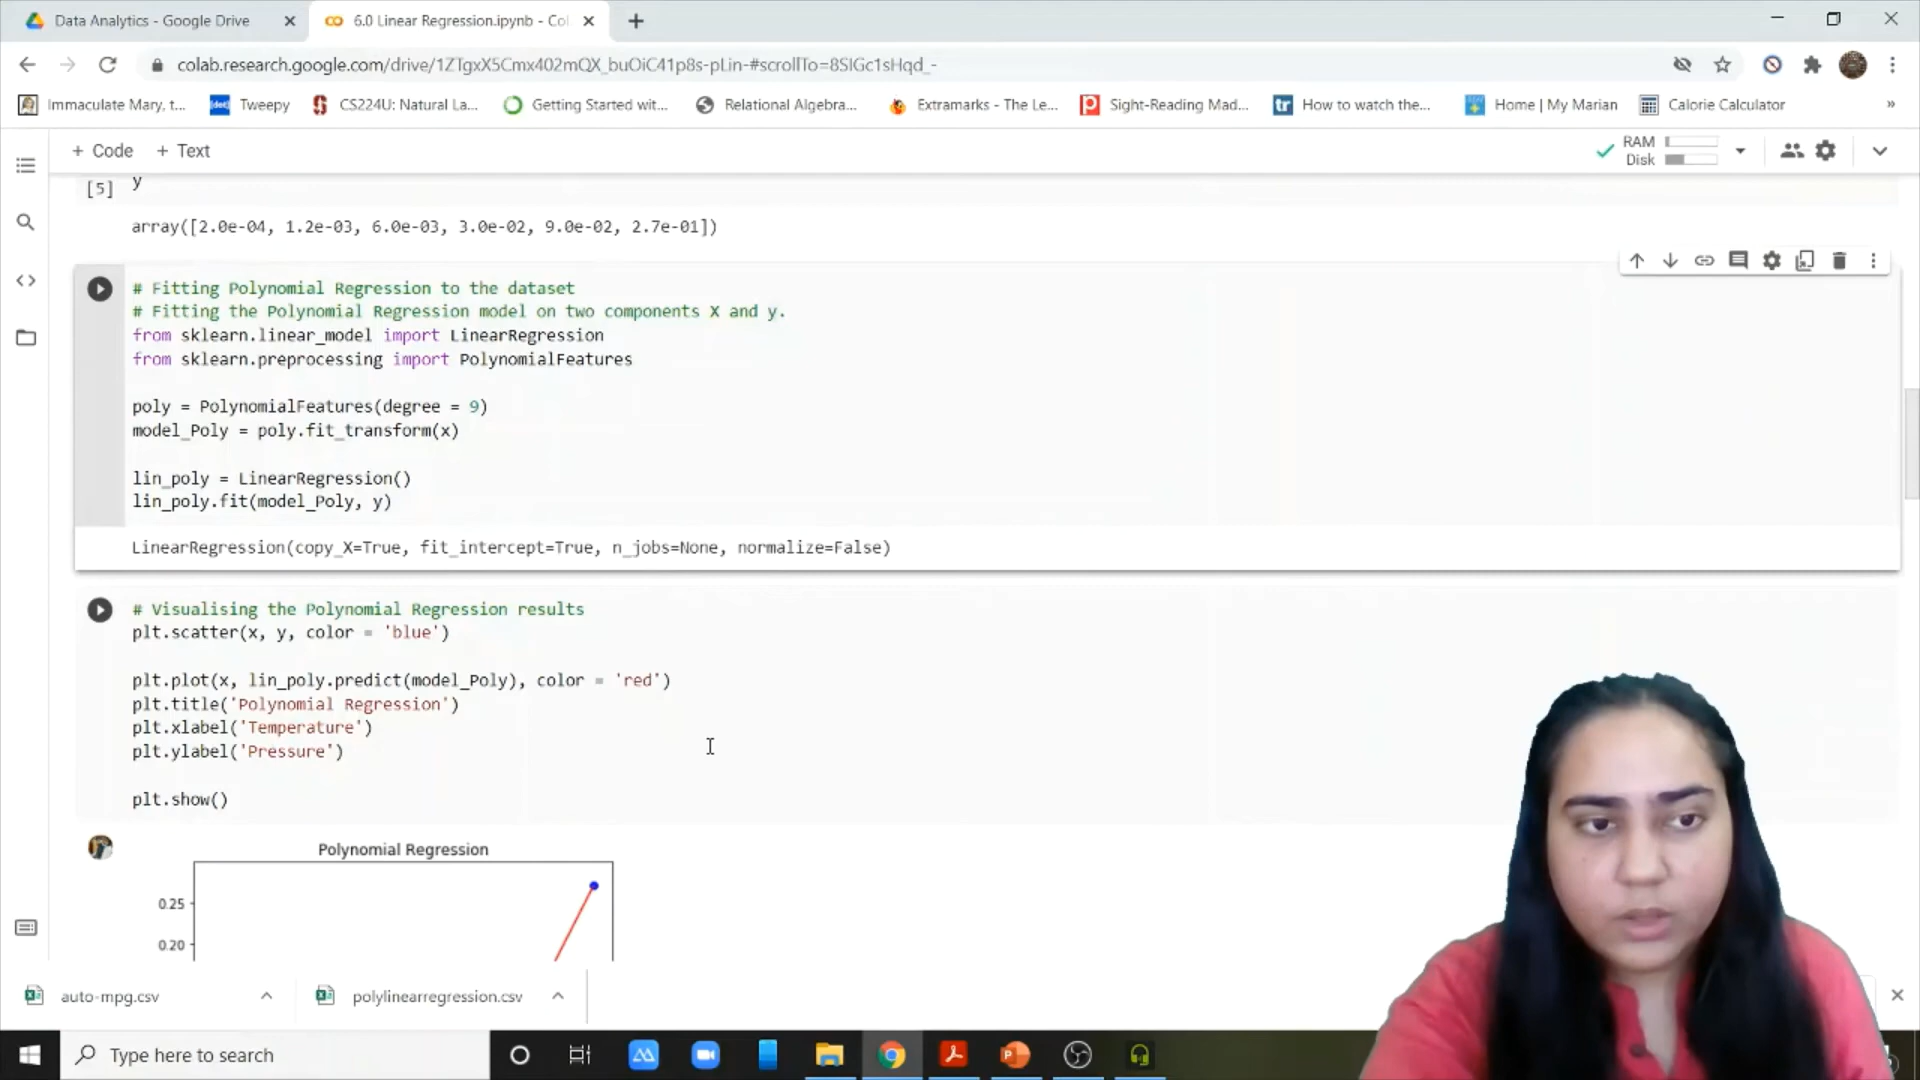 Data Analytics - Google Drive
6.0 Linear Regression.ipynb - Col
colab.research.google.com/drive/1ZTgxX5Cmx402mQX_buOiC41p8s-pLin-#scrollTo=8SIGc1sHqd_-
Immaculate Mary, t...
Tweepy
CS224U: Natural La...
Getting Started wit...
Relational Algebra...
Extramarks - The Le...
Sight-Reading Mad...
How to watch the...
Home | My Marian
Calorie Calculator
»
+ Code + Text
RAM
Disk
[5] y
array([2.0e-04, 1.2e-03, 6.0e-03, 3.0e-02, 9.0e-02, 2.7e-01])
# Fitting Polynomial Regression to the dataset
# Fitting the Polynomial Regression model on two components X and y.
from sklearn.linear_model import LinearRegression
from sklearn.preprocessing import PolynomialFeatures
poly = PolynomialFeatures(degree = 9)
model_Poly = poly.fit_transform(x)
lin_poly = LinearRegression()
lin_poly.fit(model_Poly, y)
LinearRegression(copy_X=True, fit_intercept=True, n_jobs=None, normalize=False)
# Visualising the Polynomial Regression results
plt.scatter(x, y, color = 'blue')
plt.plot(x, lin_poly.predict(model_Poly), color = 'red')
plt.title('Polynomial Regression')
plt.xlabel('Temperature')
plt.ylabel('Pressure')
plt.show()
Polynomial Regression
0.25
0.20
auto-mpg.csv
polylinearregression.csv
Type here to search